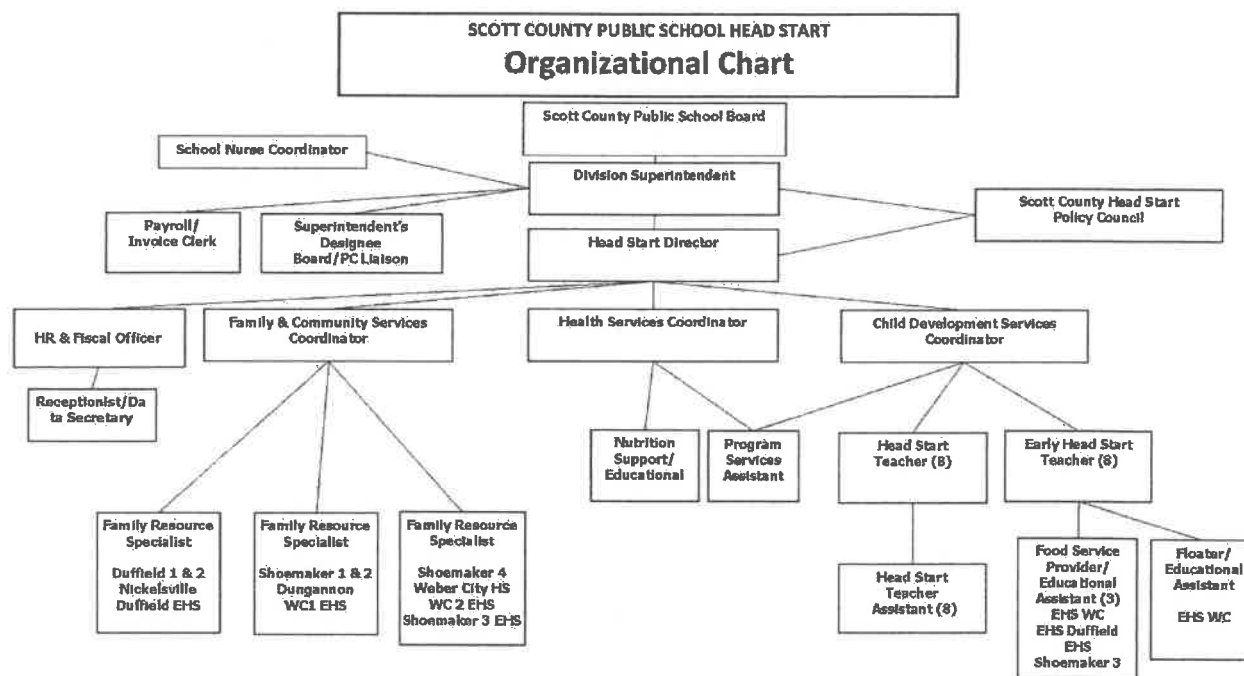 SCOTT COUNTY PUBLIC SCHOOL HEAD START
Organizational Chart
Scott County Public School Board
School Nurse Coordinator
Division Superintendent
Payroll/
Invoice Clerk
Superintendent's
Designee
Board/PC Liaison
Scott County Head Start
Policy Council
Head Start Director
HR & Fiscal Officer
Family & Community Services
Coordinator
Health Services Coordinator
Child Development Services
Coordinator
Receptionist/Da
ta Secretary
Nutrition
Support/
Educational
Program
Services
Assistant
Head Start
Teacher (8)
Early Head Start
Teacher (8)
Family Resource
Specialist
Duffield 1 & 2
Nickelsville
Duffield EHS
Family Resource
Specialist
Shoemaker 1 & 2
Dungannon
WC1 EHS
Family Resource
Specialist
Shoemaker 4
Weber City HS
WC 2 EHS
Shoemaker 3 EHS
Head Start
Teacher
Assistant (8)
Food Service
Provider/
Educational
Assistant (3)
EHS WC
EHS Duffield
EHS
Shoemaker 3
Floater/
Educational
Assistant
EHS WC